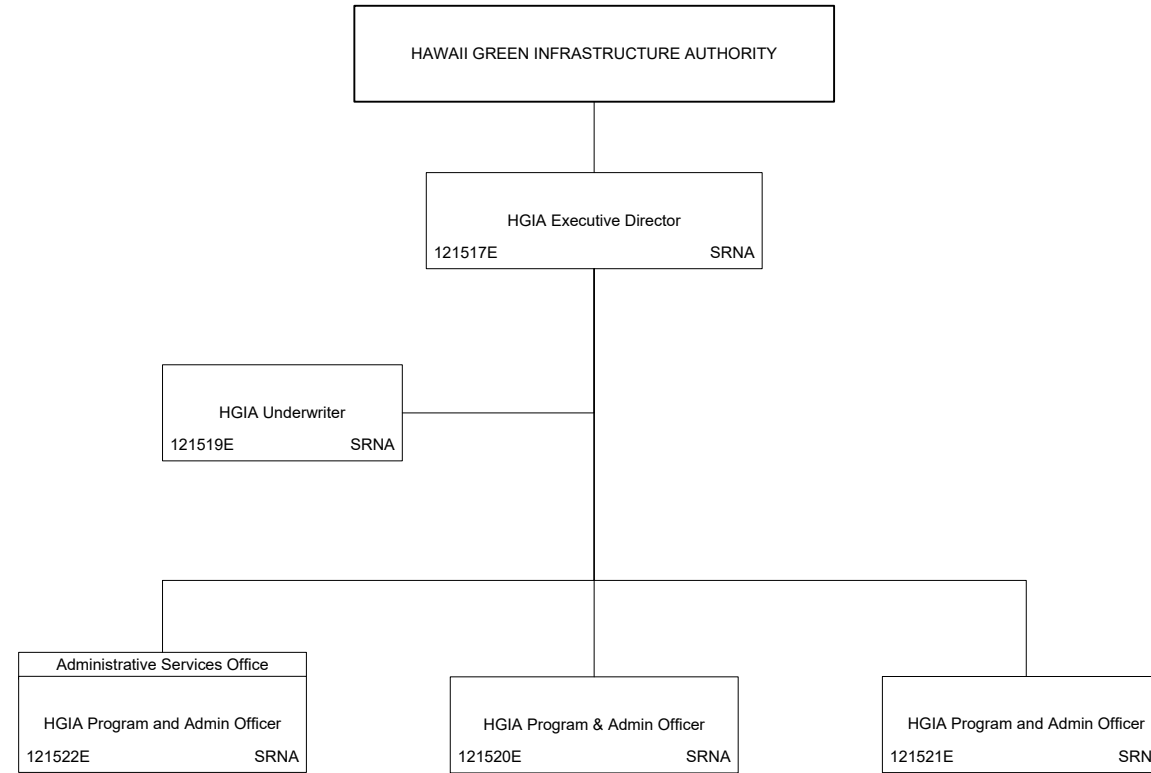 HAWAII GREEN INFRASTRUCTURE AUTHORITY
HGIA Executive Director
121517E SRNA
HGIA Underwriter
121519E SRNA
Administrative Services Office
HGIA Program and Admin Officer
121522E SRNA
HGIA Program & Admin Officer
121520E SRNA
HGIA Program and Admin Officer
121521E SRN